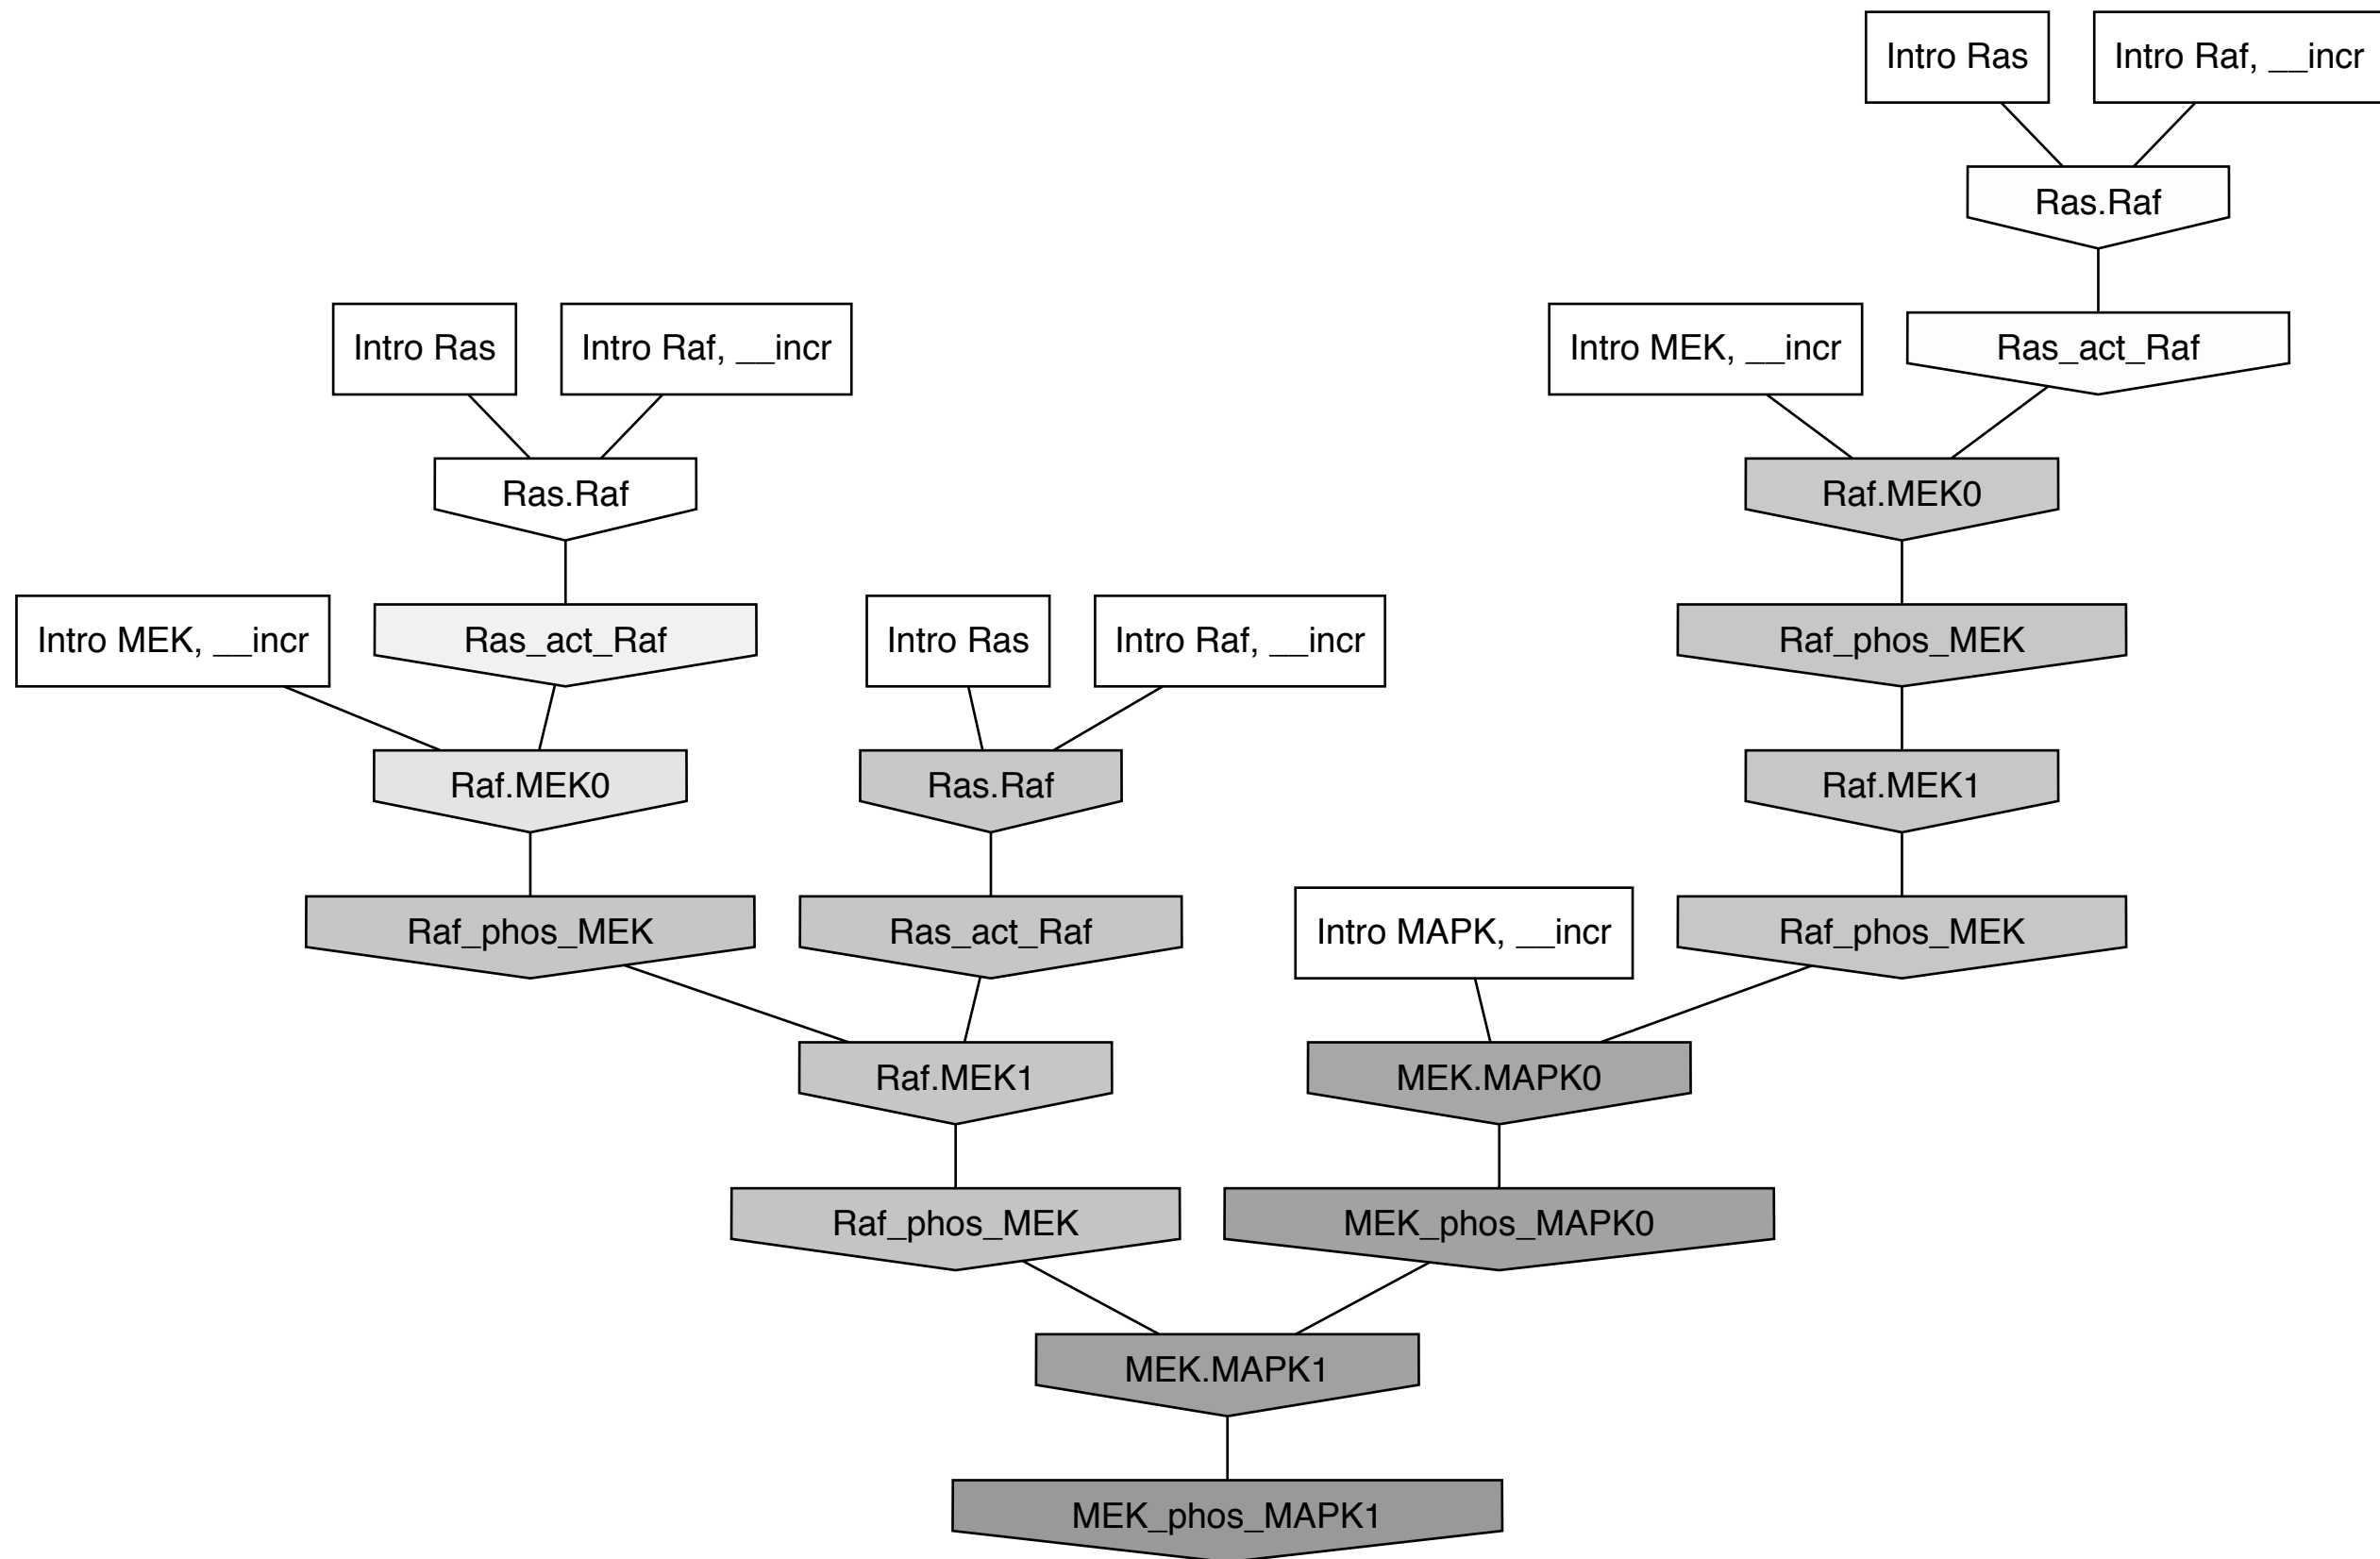 Intro Ras
Intro Raf, __incr
Ras.Raf
Intro Ras
Intro Raf, __incr
Intro MEK, __incr
Ras_act_Raf
Ras.Raf
Raf.MEK0
Intro MEK, __incr
Ras_act_Raf
Intro Ras
Intro Raf, __incr
Raf_phos_MEK
Raf.MEK0
Ras.Raf
Raf.MEK1
Raf_phos_MEK
Ras_act_Raf
Intro MAPK, __incr
Raf_phos_MEK
Raf.MEK1
MEK.MAPK0
Raf_phos_MEK
MEK_phos_MAPK0
MEK.MAPK1
MEK_phos_MAPK1